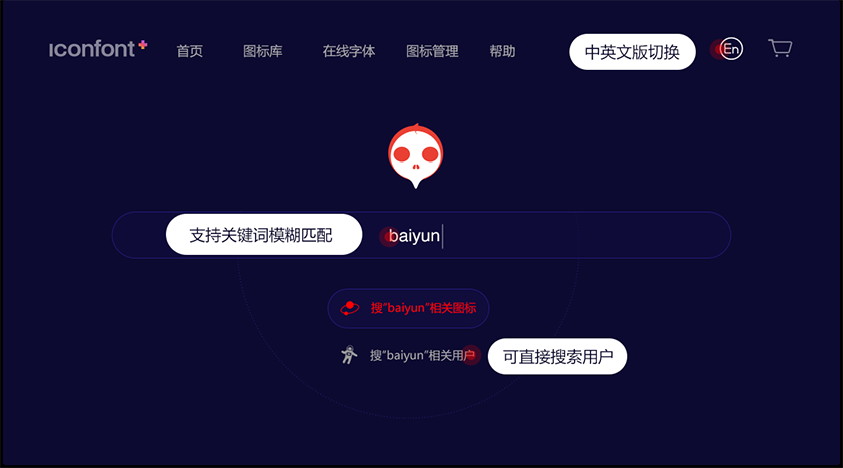 iconfont+ 首页 图标库 在线字体 图标管理 帮助 中英文版切换 En
支持关键词模糊匹配 baiyun
搜"baiyun"相关图标
搜"baiyun"相关用户 可直接搜索用户